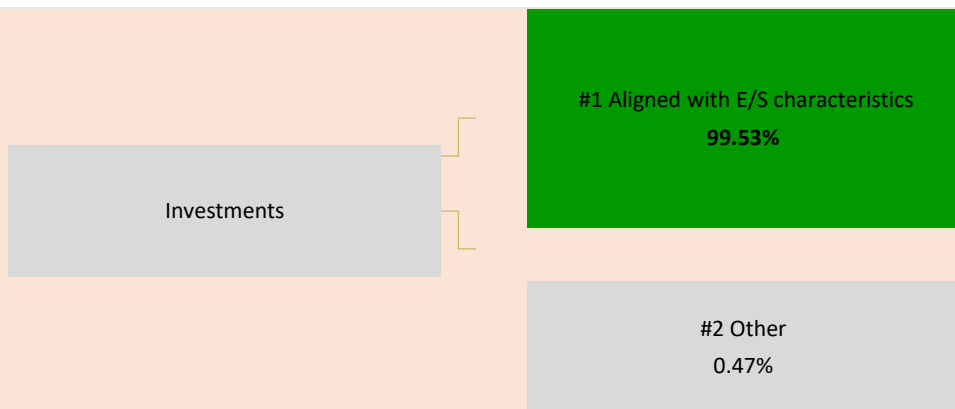 #1 Aligned with E/S characteristics
99.53%
Investments
#2 Other
0.47%